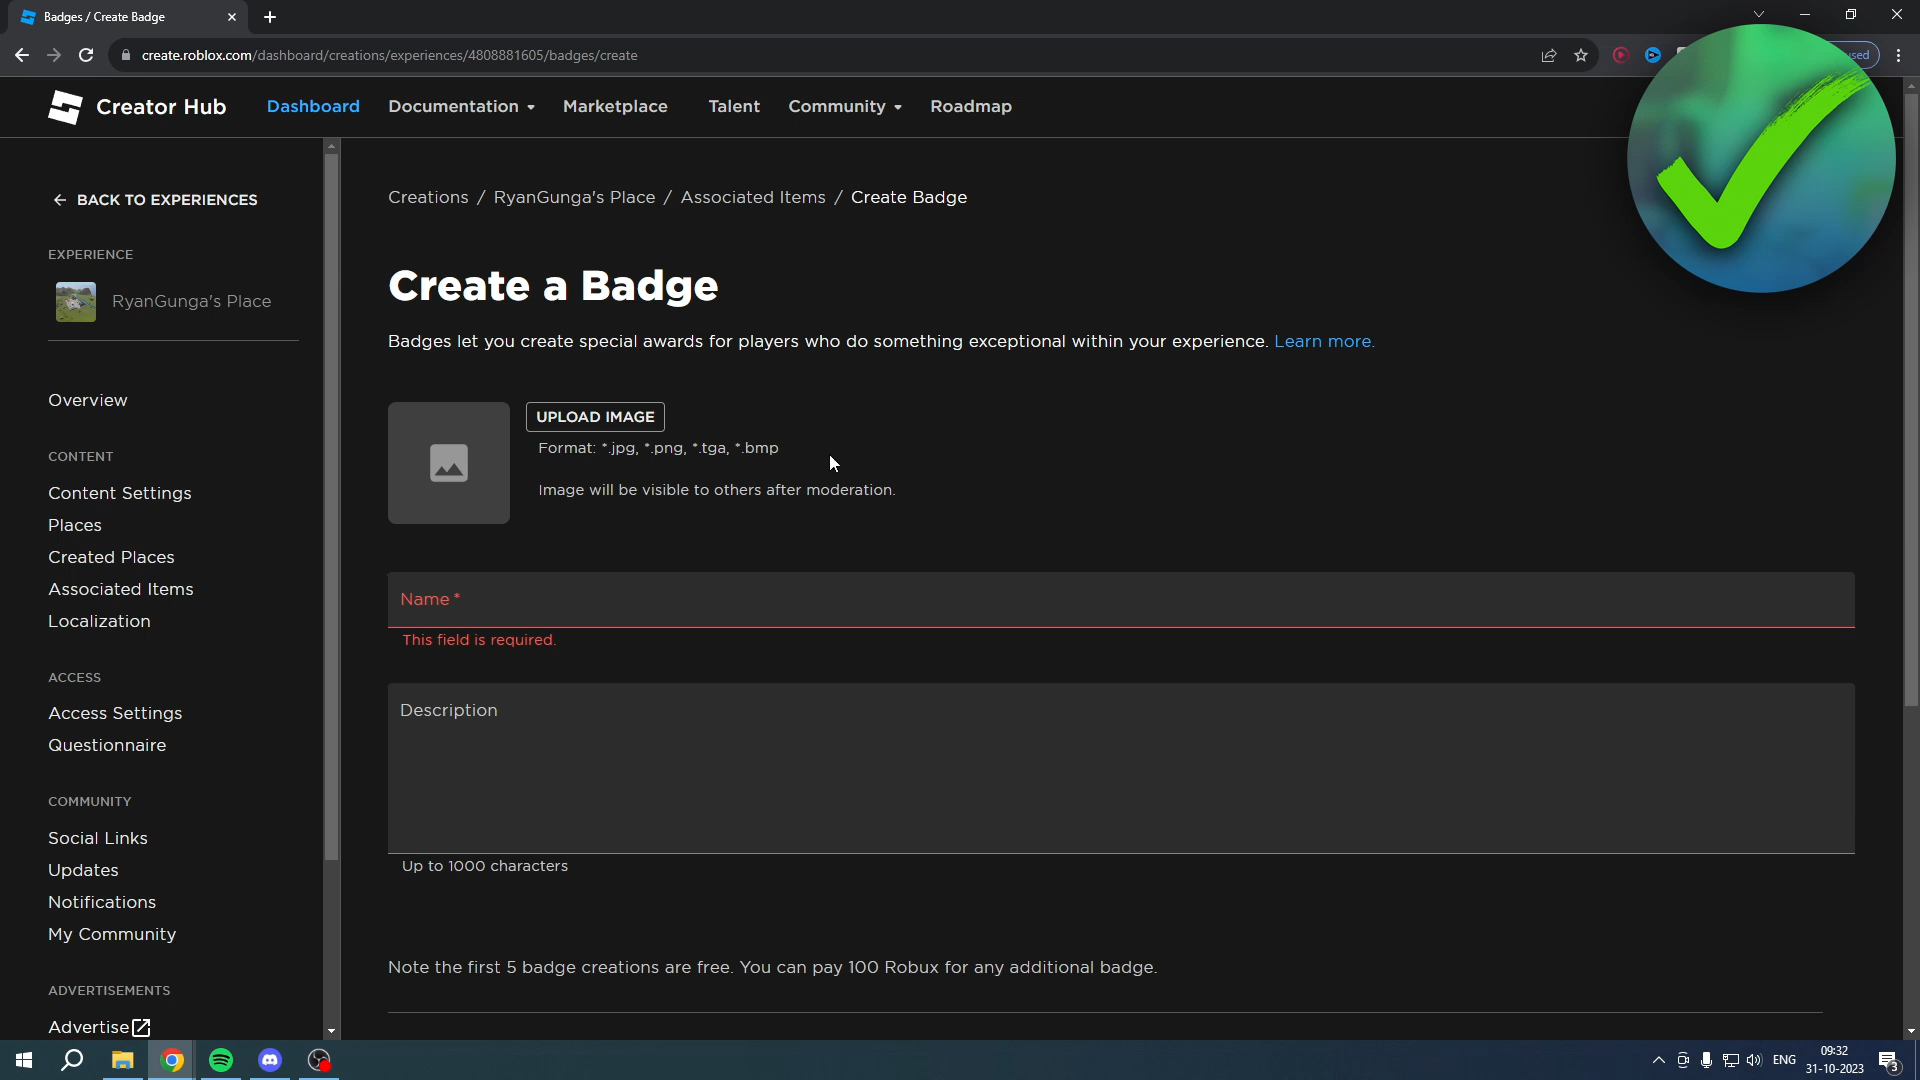 Badges / Create Badge
create.roblox.com/dashboard/creations/experiences/4808881605/badges/create
Creator Hub
Dashboard
Documentation
Marketplace
Talent
Community
Roadmap
BACK TO EXPERIENCES
EXPERIENCE
RyanGunga's Place
Overview
CONTENT
Content Settings
Places
Created Places
Associated Items
Localization
ACCESS
Access Settings
Questionnaire
COMMUNITY
Social Links
Updates
Notifications
My Community
ADVERTISEMENTS
Advertise
Creations / RyanGunga's Place / Associated Items / Create Badge
Create a Badge
Badges let you create special awards for players who do something exceptional within your experience. Learn more.
UPLOAD IMAGE
Format: *.jpg, *.png, *.tga, *.bmp
Image will be visible to others after moderation.
Name *
This field is required.
Description
Up to 1000 characters
Note the first 5 badge creations are free. You can pay 100 Robux for any additional badge.
ENG
09:32
31-10-2023
3